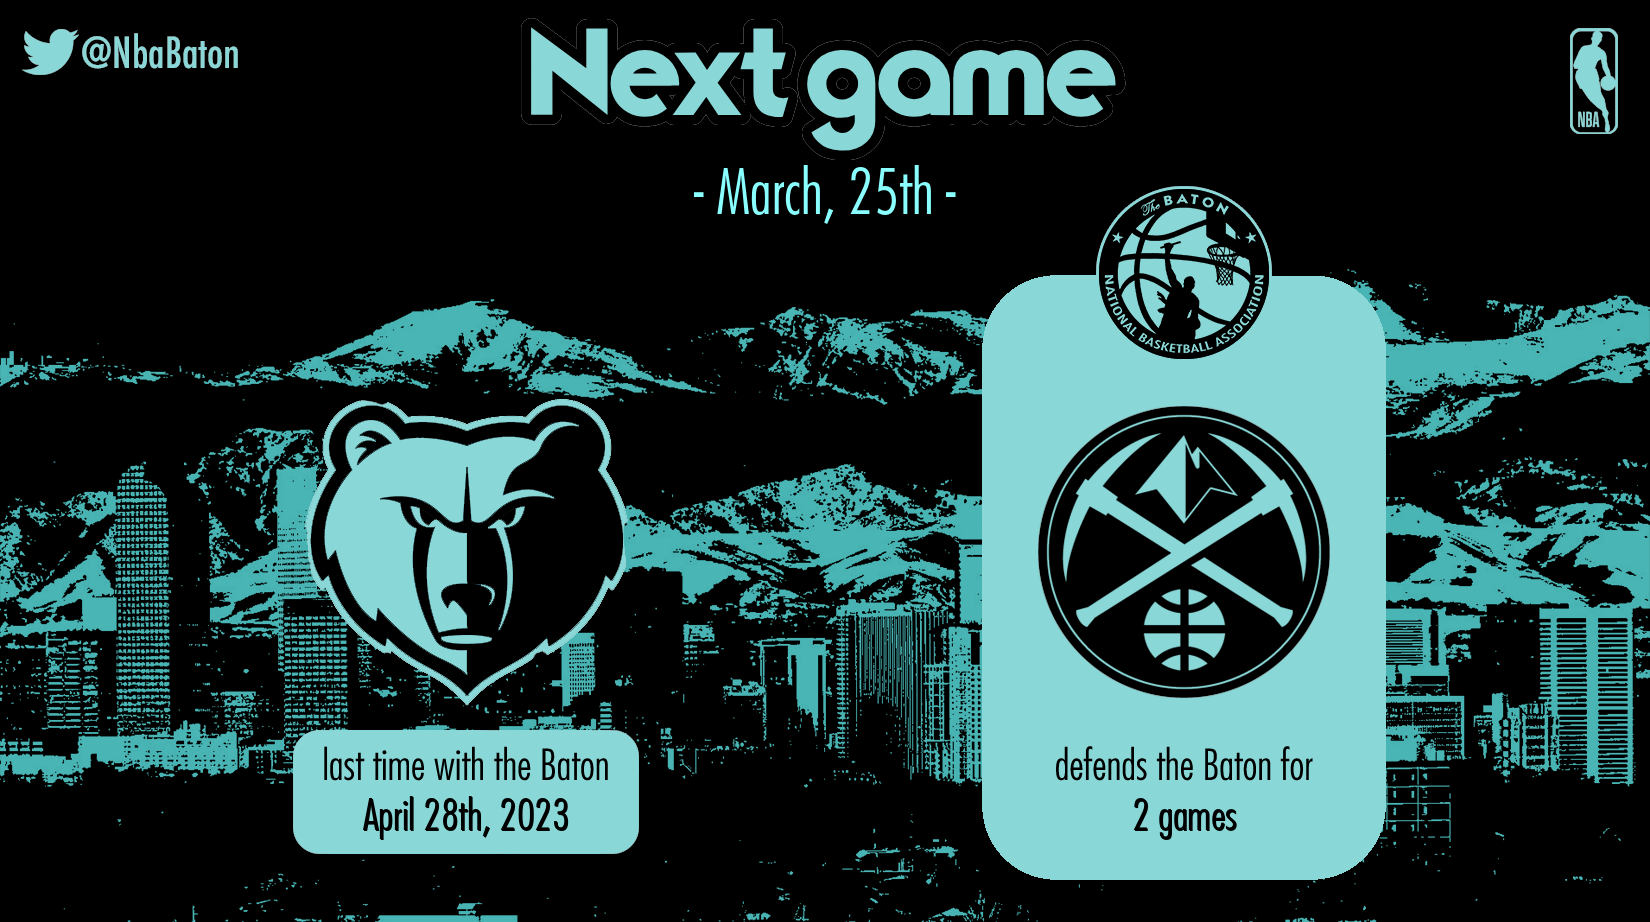 @NbaBaton
Next game
NBA
- March, 25th -
The BATON
NATIONAL BASKETBALL ASSOCIATION
last time with the Baton
April 28th, 2023
defends the Baton for
2 games